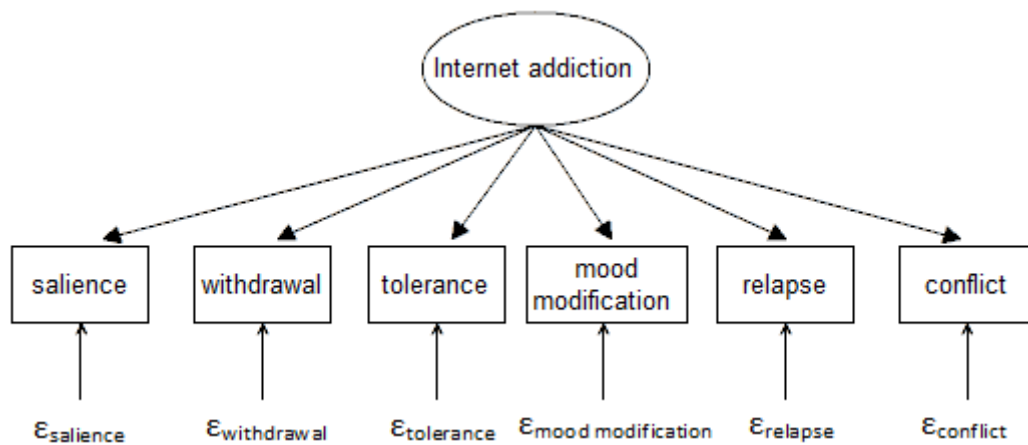 Internet addiction
salience
withdrawal
tolerance
mood
modification
relapse
conflict
εsalience
εwithdrawal
εtolerance
εmood modification
εrelapse
εconflict